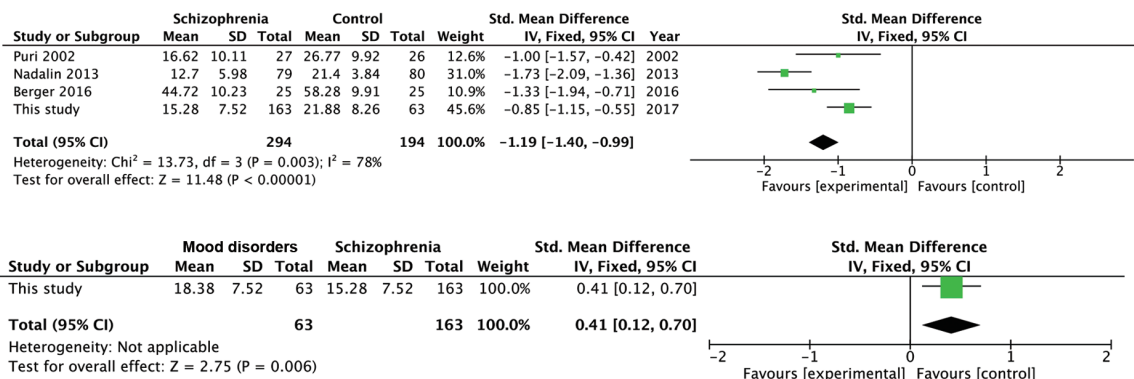 Schizophrenia Control Std. Mean Difference Std. Mean Difference
Study or Subgroup Mean SD Total Mean SD Total Weight IV, Fixed, 95% CI Year IV, Fixed, 95% CI
Puri 2002 16.62 10.11 27 26.77 9.92 26 12.6% −1.00 [−1.57, −0.42] 2002
Nadalin 2013 12.7 5.98 79 21.4 3.84 80 31.0% −1.73 [−2.09, −1.36] 2013
Berger 2016 44.72 10.23 25 58.28 9.91 25 10.9% −1.33 [−1.94, −0.71] 2016
This study 15.28 7.52 163 21.88 8.26 63 45.6% −0.85 [−1.15, −0.55] 2017
Total (95% CI) 294 194 100.0% −1.19 [−1.40, −0.99]
Heterogeneity: Chi² = 13.73, df = 3 (P = 0.003); I² = 78%
Test for overall effect: Z = 11.48 (P < 0.00001)
−2 −1 0 1 2
Favours [experimental] Favours [control]
Mood disorders Schizophrenia Std. Mean Difference Std. Mean Difference
Study or Subgroup Mean SD Total Mean SD Total Weight IV, Fixed, 95% CI IV, Fixed, 95% CI
This study 18.38 7.52 63 15.28 7.52 163 100.0% 0.41 [0.12, 0.70]
Total (95% CI) 63 163 100.0% 0.41 [0.12, 0.70]
Heterogeneity: Not applicable
Test for overall effect: Z = 2.75 (P = 0.006)
−2 −1 0 1 2
Favours [experimental] Favours [control]